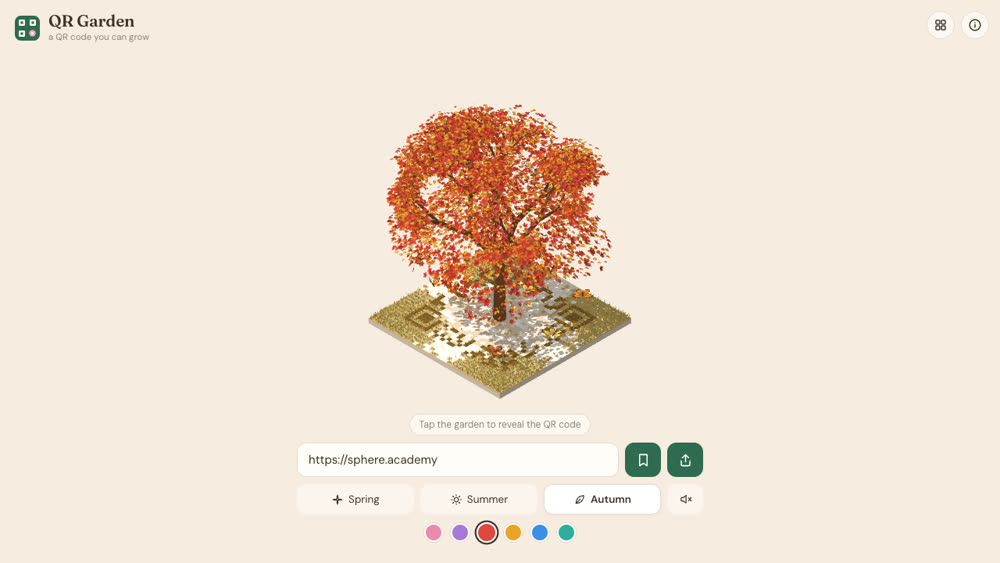 QR Garden
a QR code you can grow
Tap the garden to reveal the QR code
https://sphere.academy
Spring
Summer
Autumn